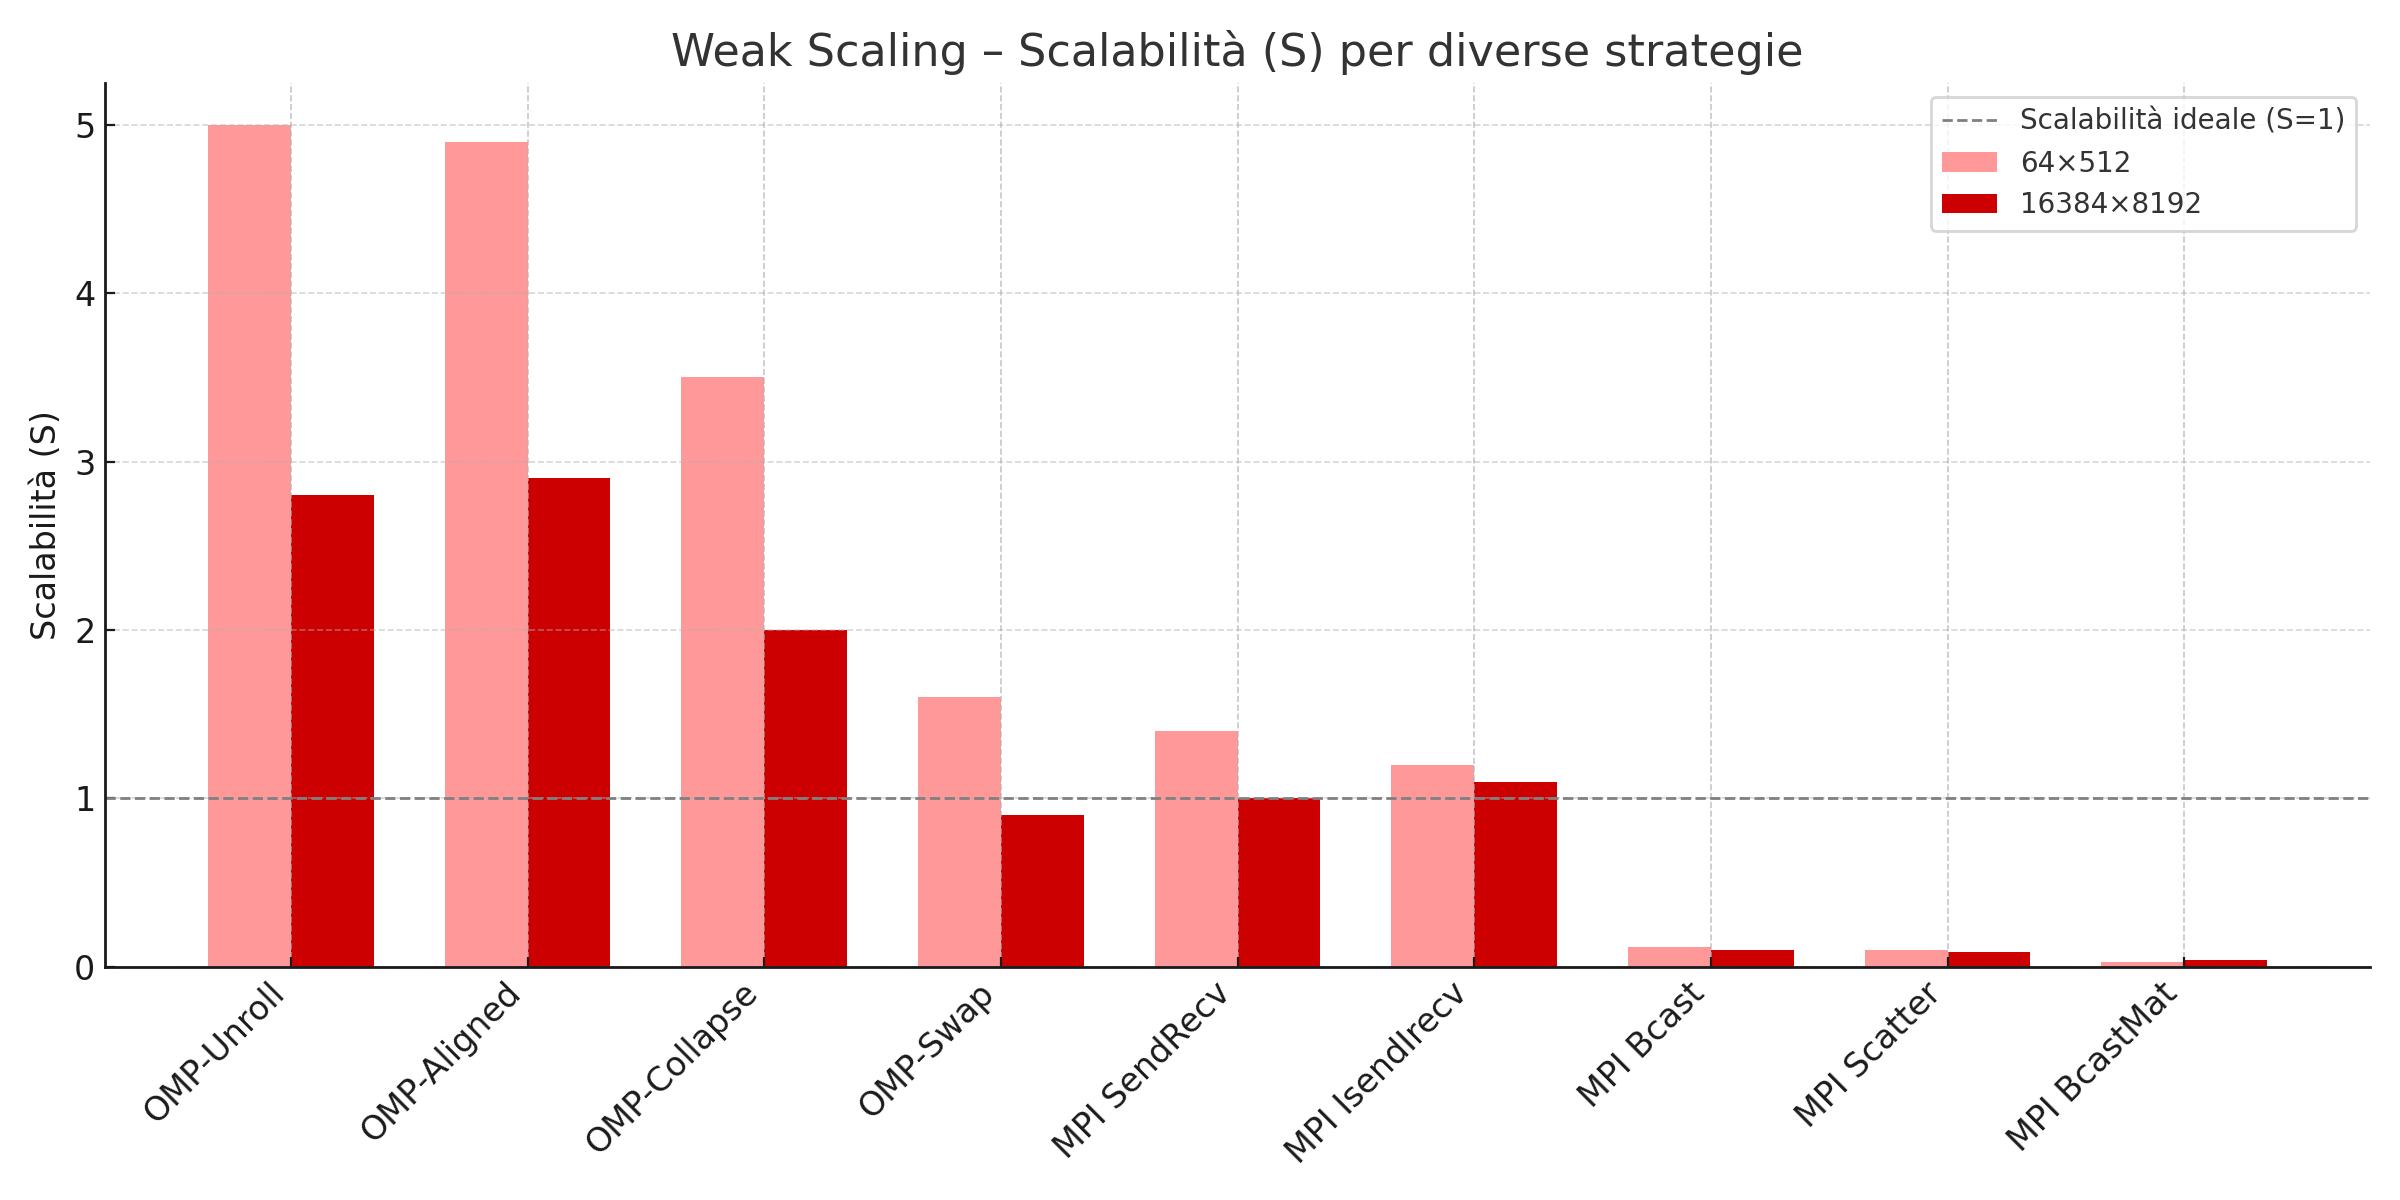 Weak Scaling – Scalabilità (S) per diverse strategie
Scalabilità ideale (S=1)
64×512
16384×8192
Scalabilità (S)
5
4
3
2
1
0
OMP-Unroll
OMP-Aligned
OMP-Collapse
OMP-Swap
MPI SendRecv
MPI IsendIrecv
MPI Bcast
MPI Scatter
MPI BcastMat